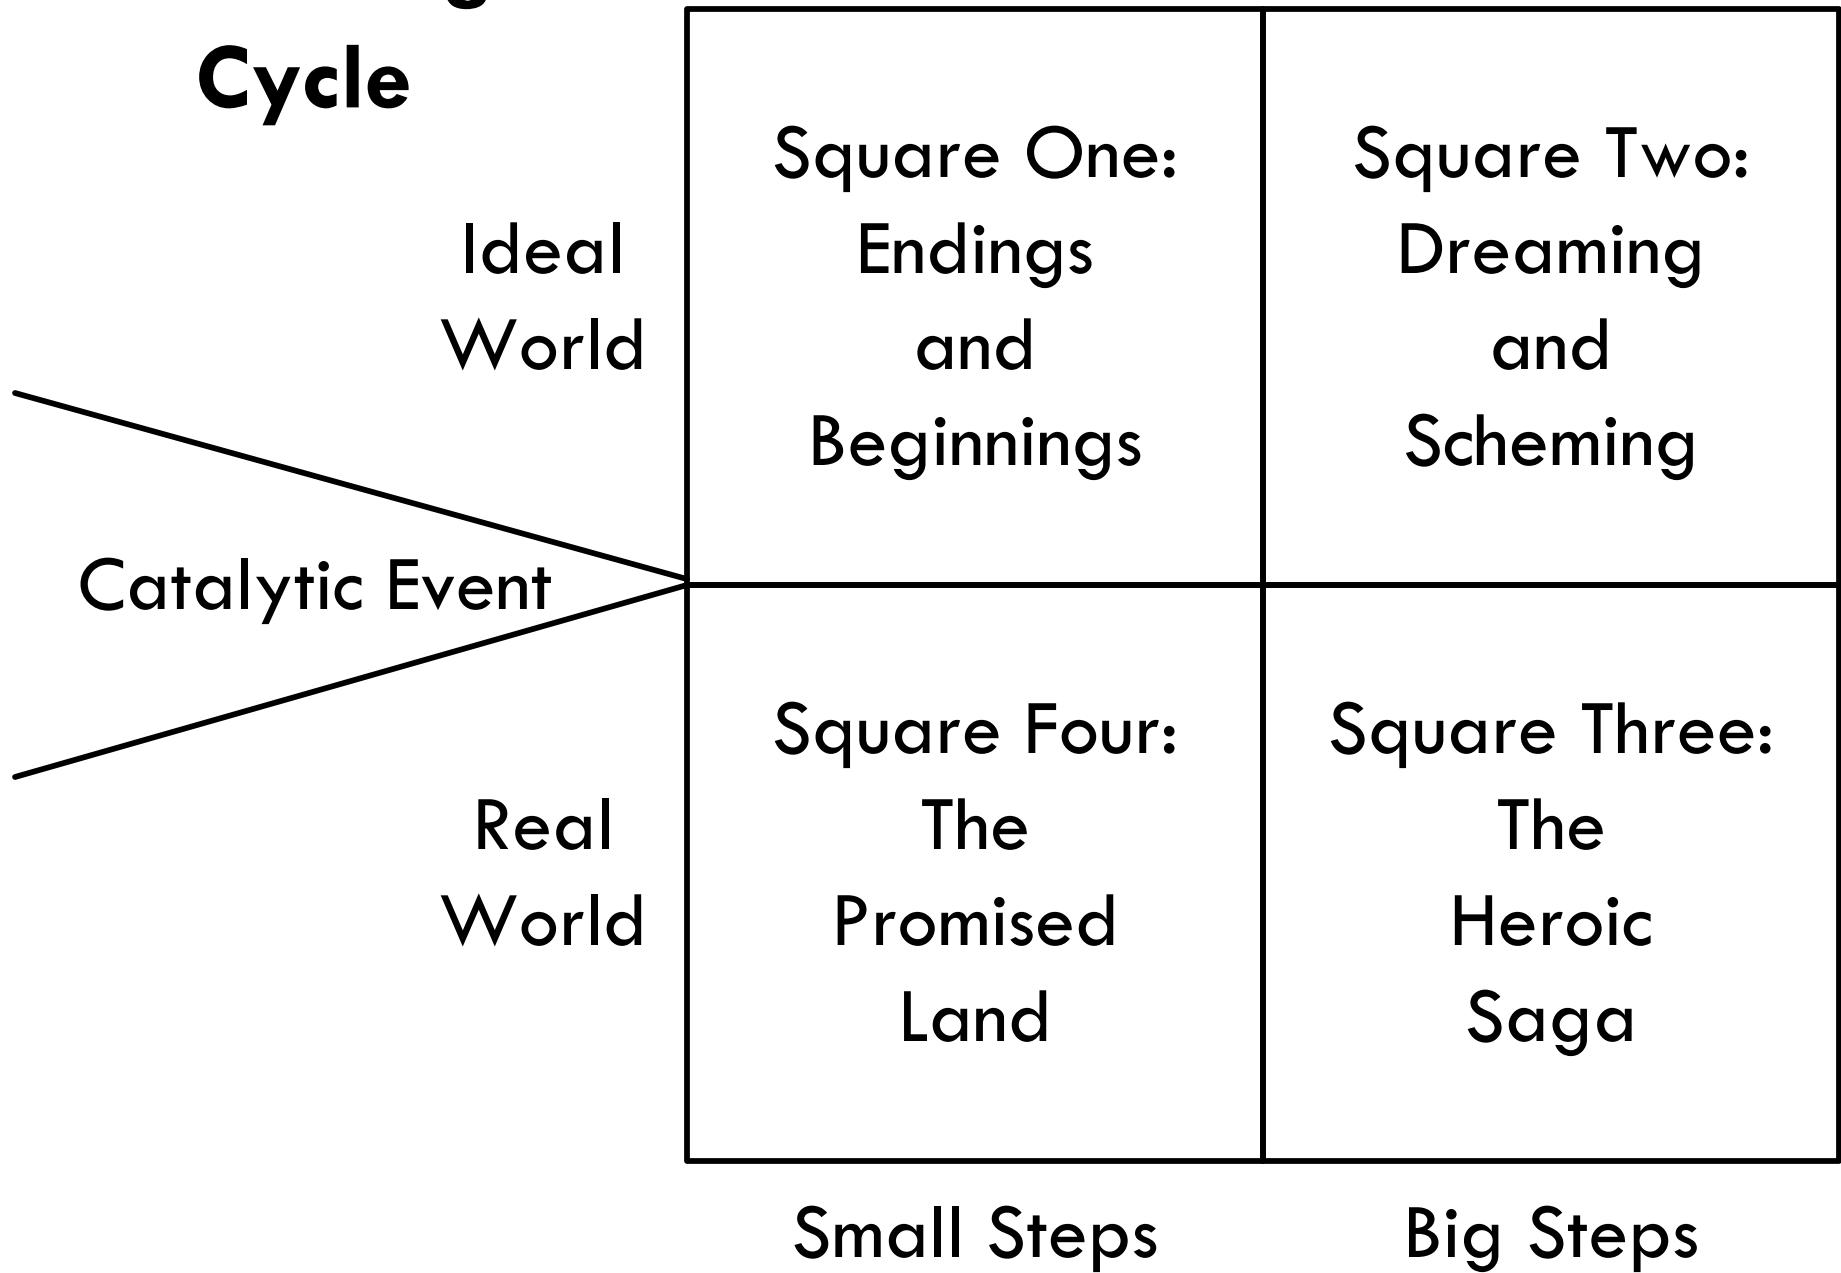 Cycle
Ideal
World
Square One:
Endings
and
Beginnings
Square Two:
Dreaming
and
Scheming
Catalytic Event
Real
World
Square Four:
The
Promised
Land
Square Three:
The
Heroic
Saga
Small Steps
Big Steps